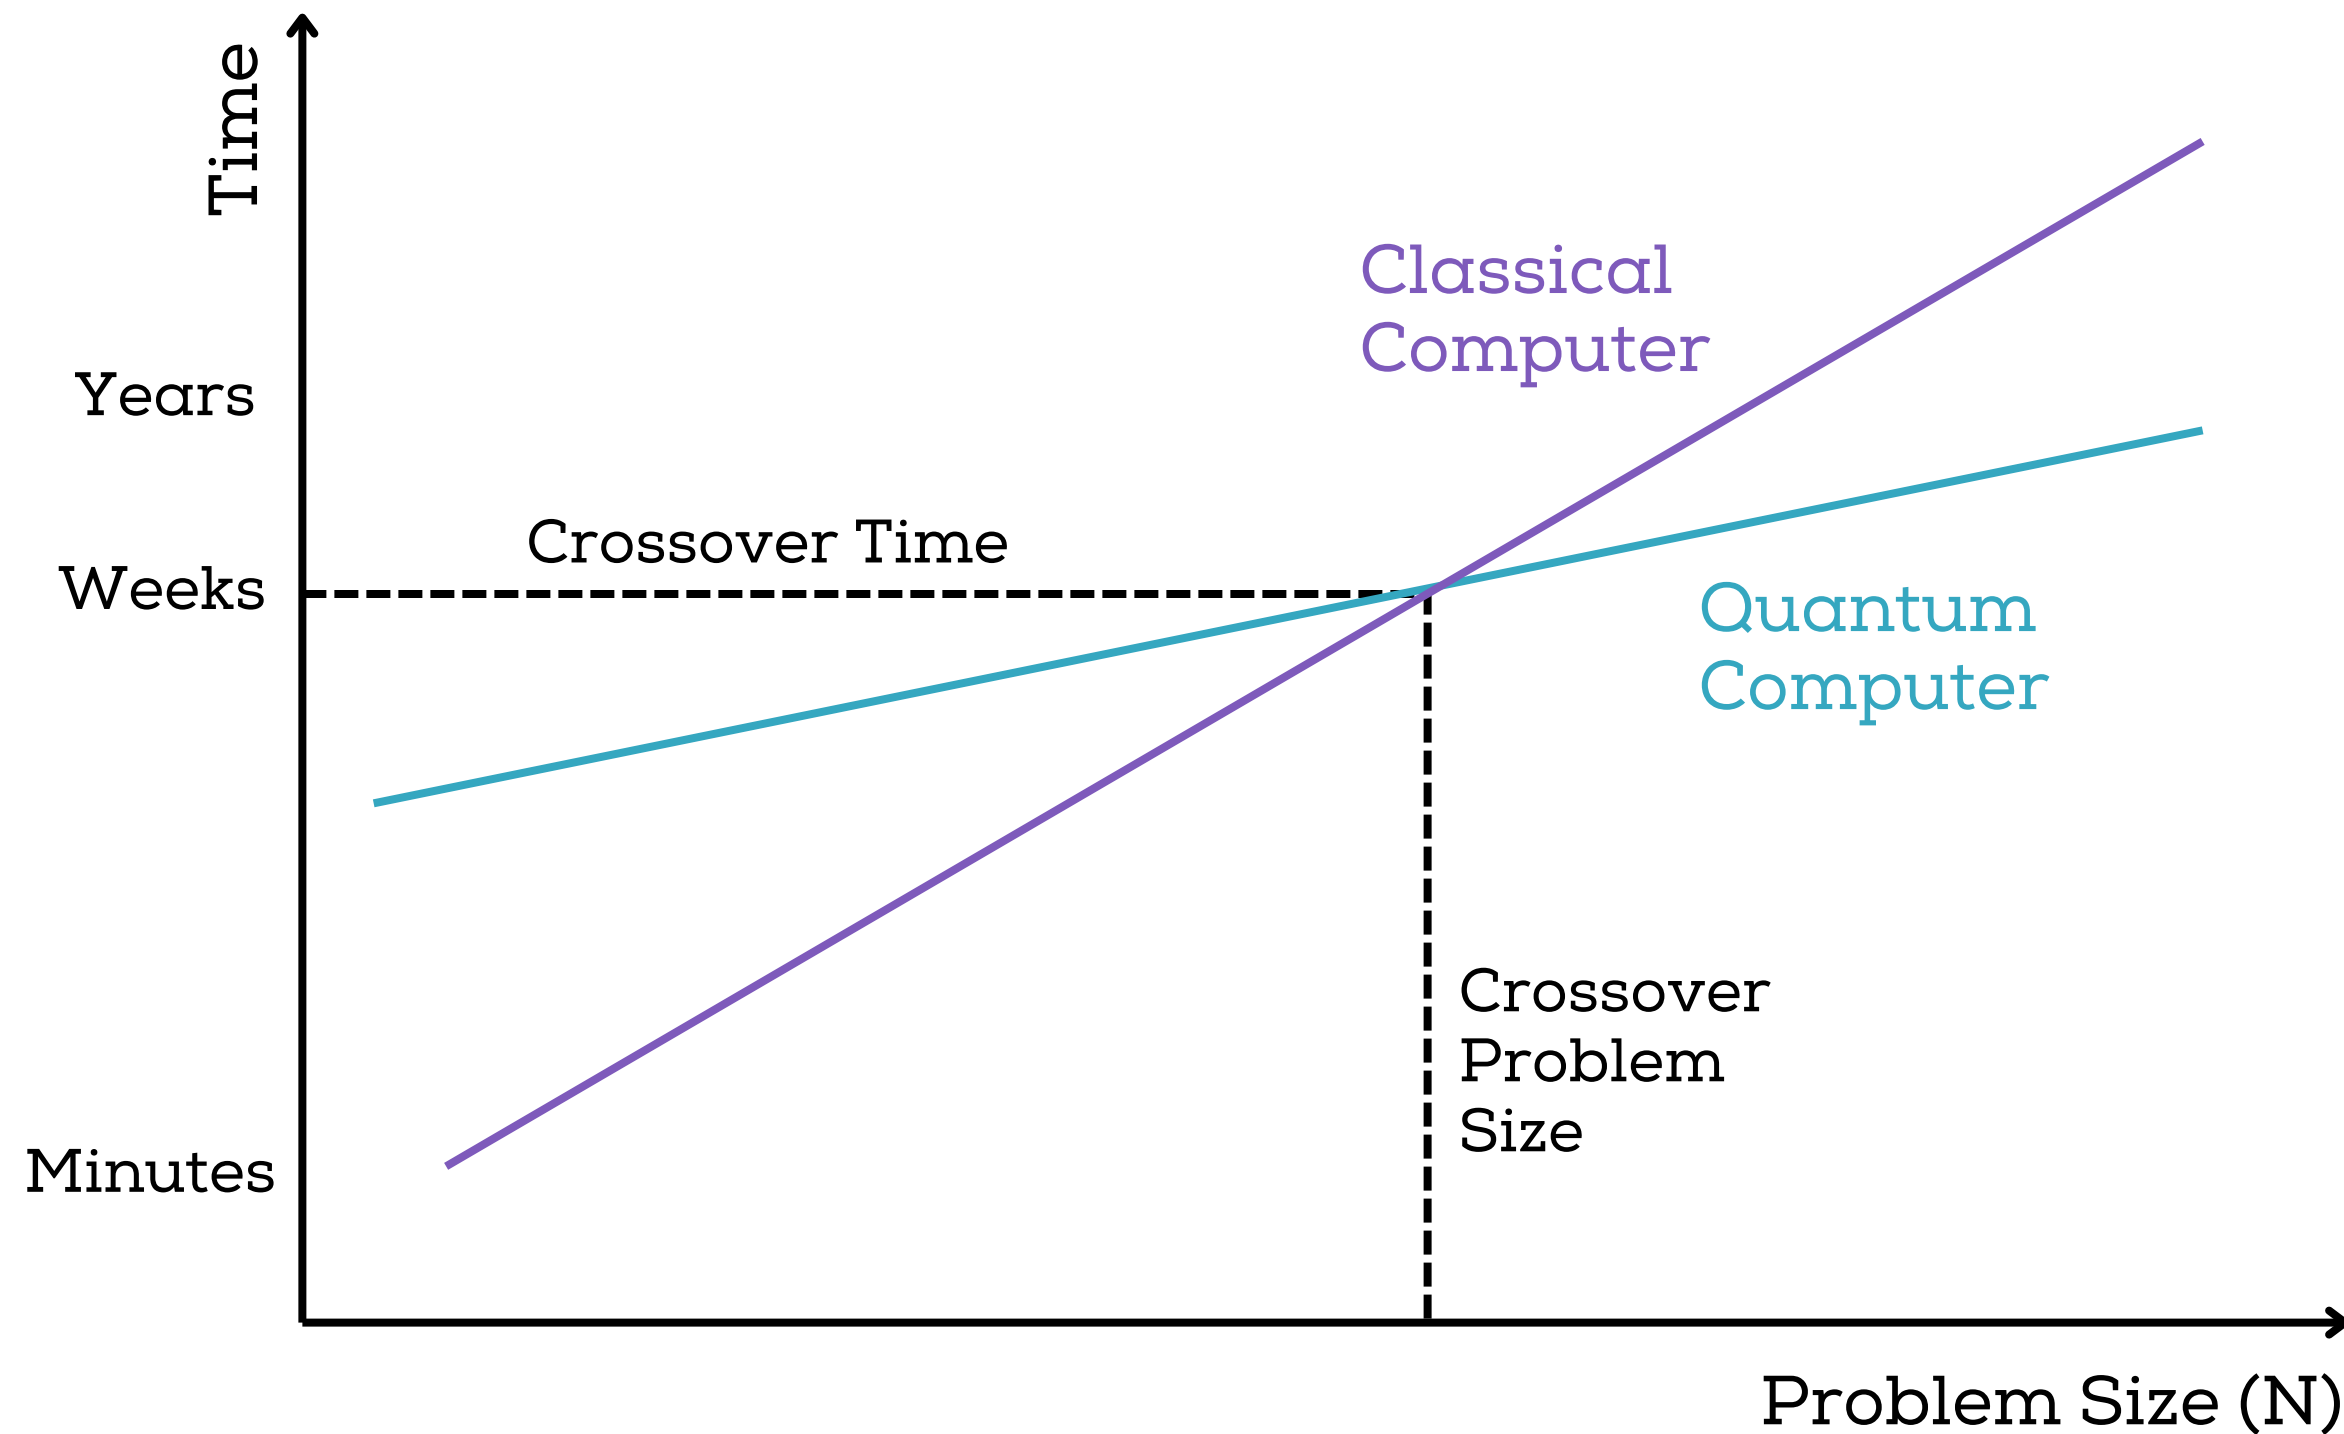 Time
Classical
Computer
Years
Crossover Time
Weeks
Quantum
Computer
Crossover
Problem
Size
Minutes
Problem Size (N)